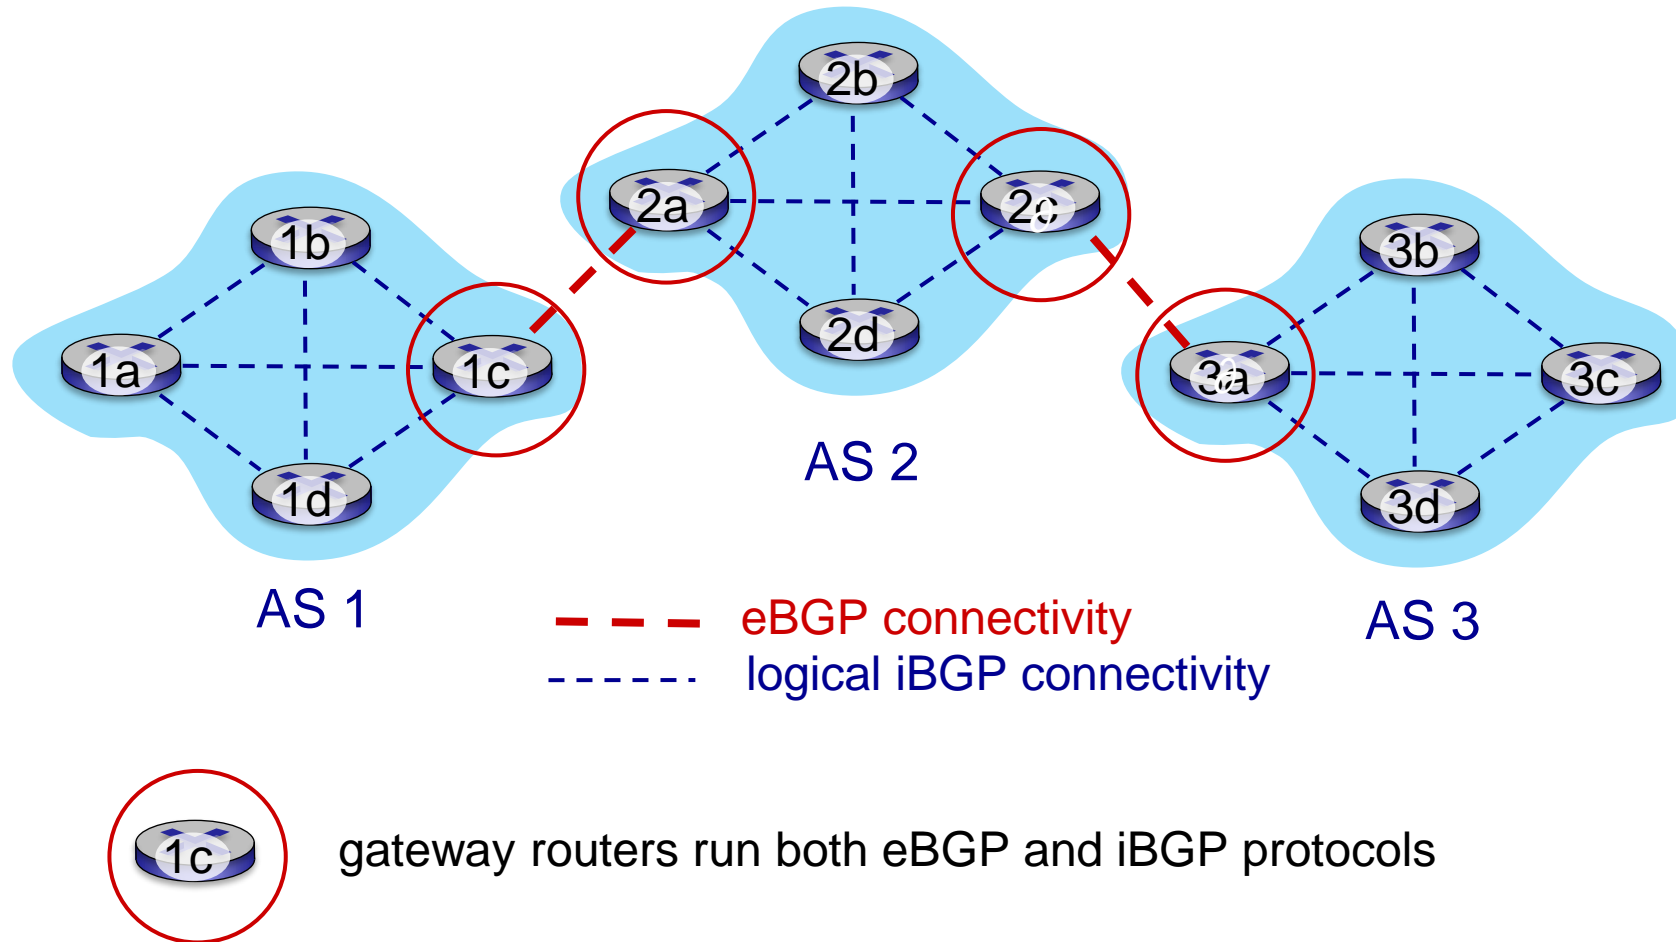 2b
2a
2c
1b
3b
2d
1a
1c
3a
3c
AS 2
1d
3d
AS 1
eBGP connectivity
AS 3
logical iBGP connectivity
1c
gateway routers run both eBGP and iBGP protocols